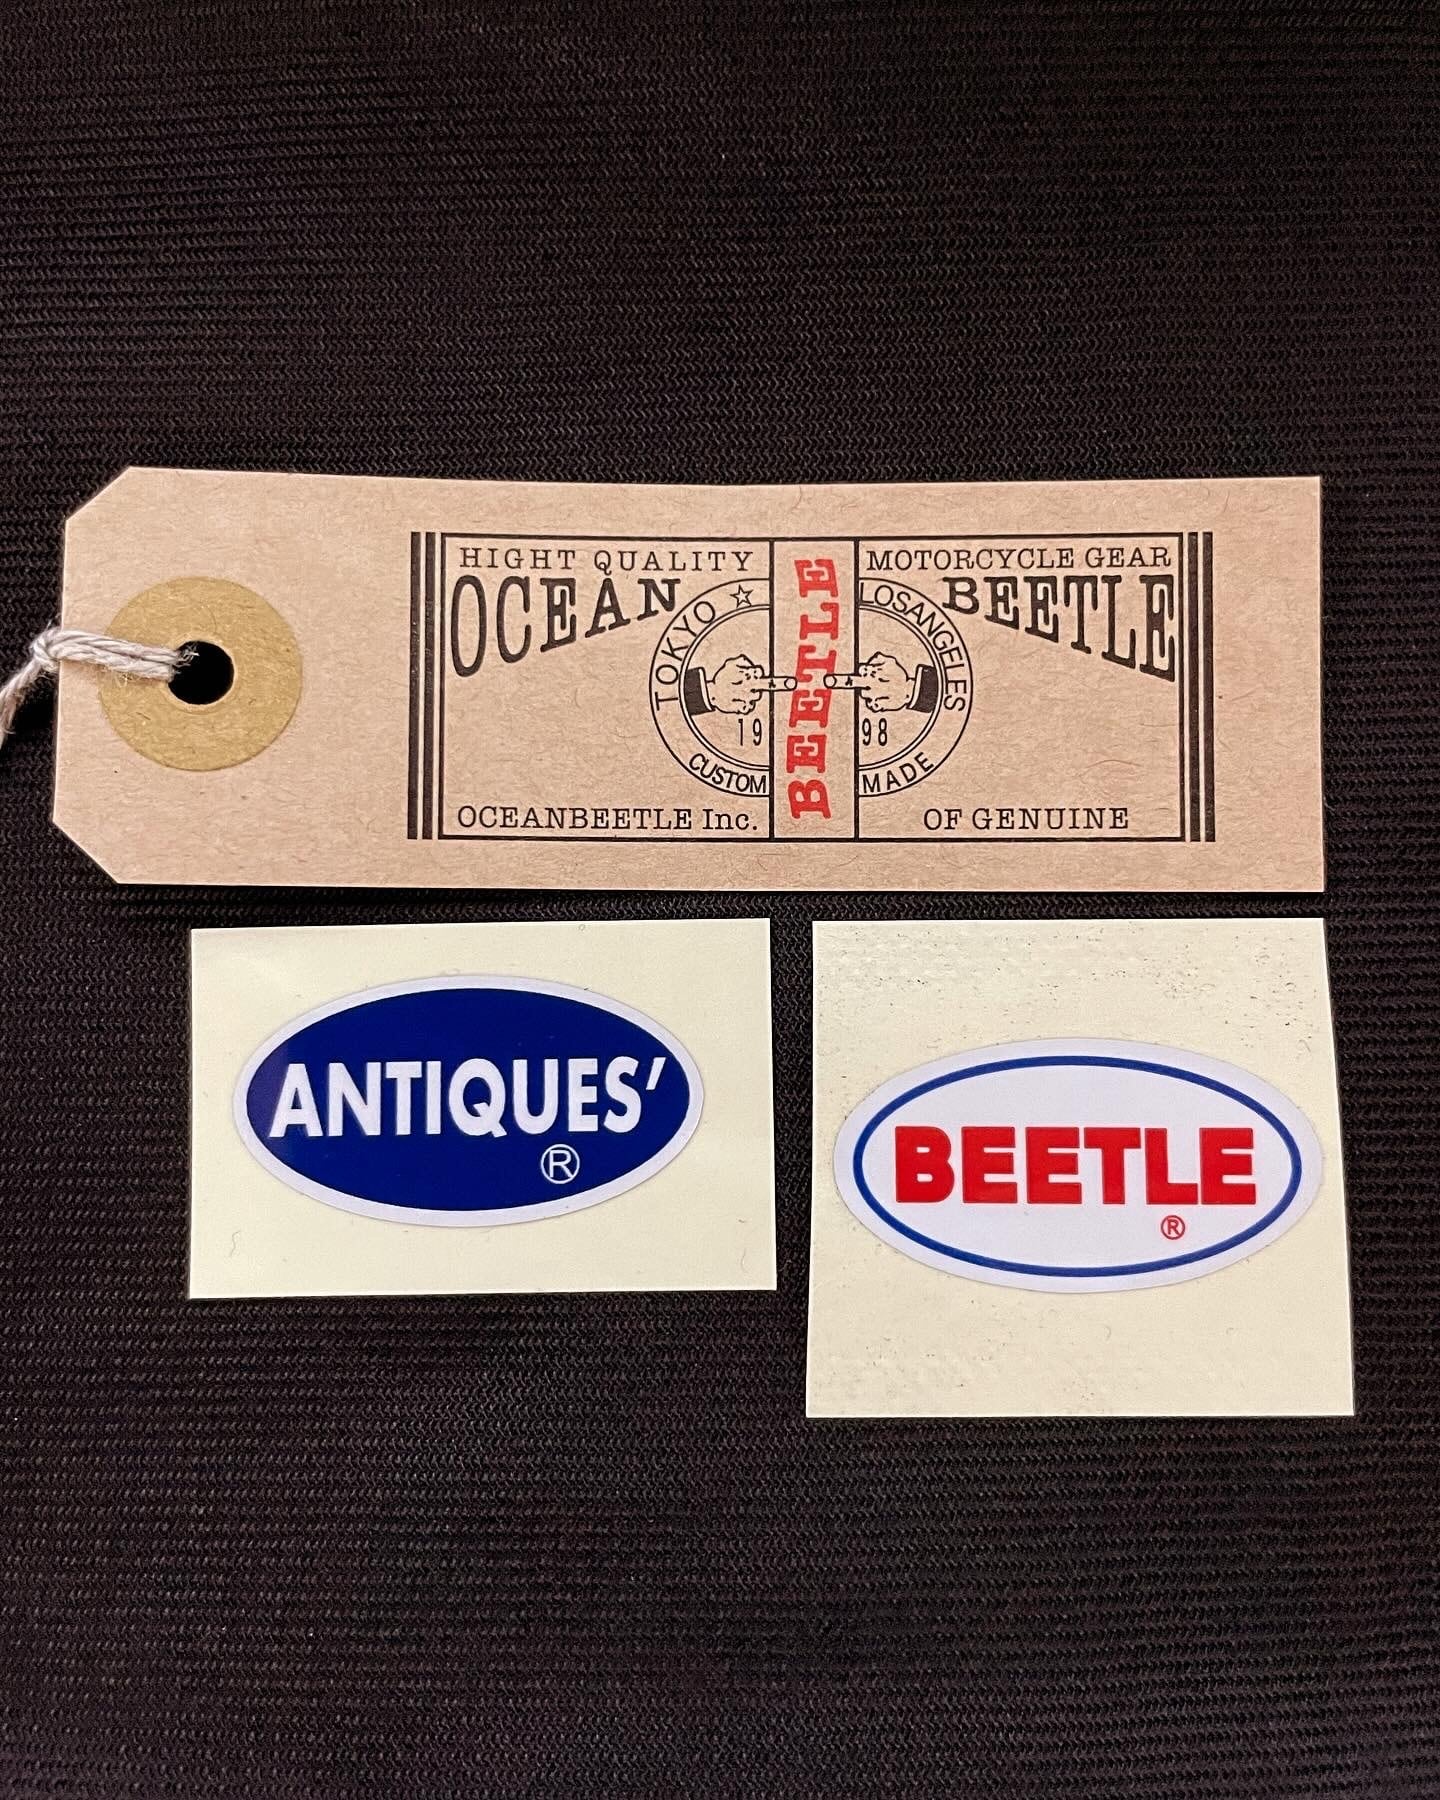 HIGHT QUALITY
MOTORCYCLE GEAR
OCEAN
BEETLE
TOKYO ☆
LOSANGELES
BEETLE
19
98
CUSTOM
MADE
OCEANBEETLE Inc.
OF GENUINE
ANTIQUES'
®
BEETLE
®